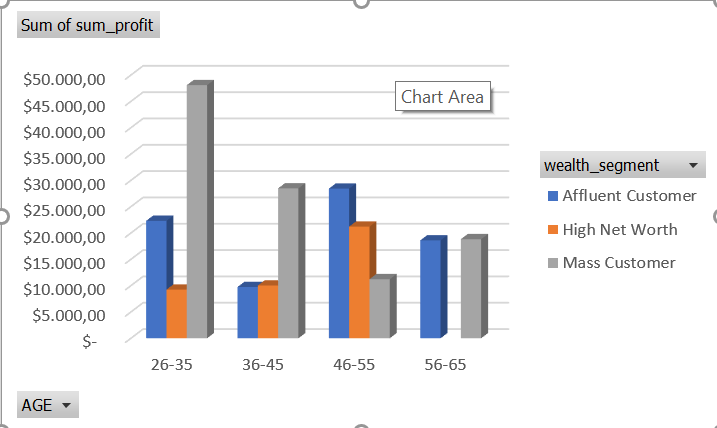 Sum of sum_profit
Chart Area
$50.000,00
$45.000,00
$40.000,00
$35.000,00
$30.000,00
$25.000,00
$20.000,00
$15.000,00
$10.000,00
$5.000,00
$-
26-35 36-45 46-55 56-65
wealth_segment
Affluent Customer
High Net Worth
Mass Customer
AGE